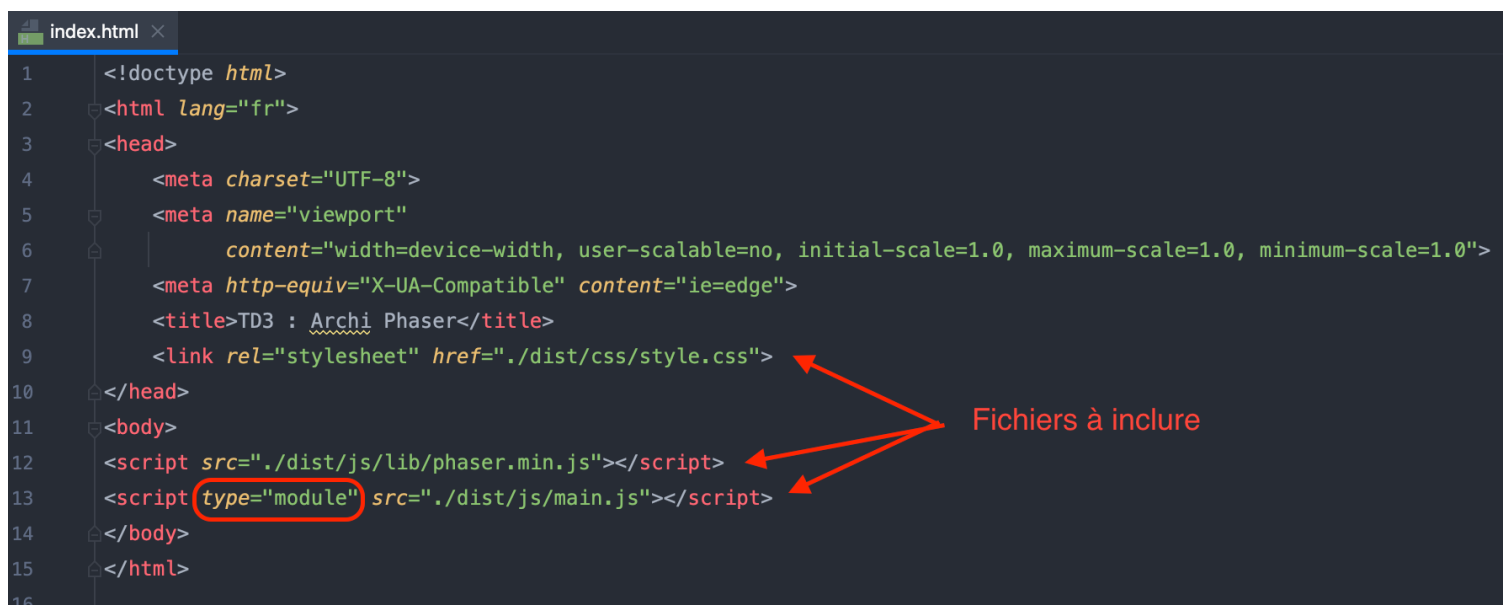 index.html
1 <!doctype html>
2 <html lang="fr">
3 <head>
4 <meta charset="UTF-8">
5 <meta name="viewport"
6 content="width=device-width, user-scalable=no, initial-scale=1.0, maximum-scale=1.0, minimum-scale=1.0">
7 <meta http-equiv="X-UA-Compatible" content="ie=edge">
8 <title>TD3 : Archi Phaser</title>
9 <link rel="stylesheet" href="./dist/css/style.css">
10 </head>
11 <body>
Fichiers à inclure
12 <script src="./dist/js/lib/phaser.min.js"></script>
13 <script type="module" src="./dist/js/main.js"></script>
14 </body>
15 </html>
16